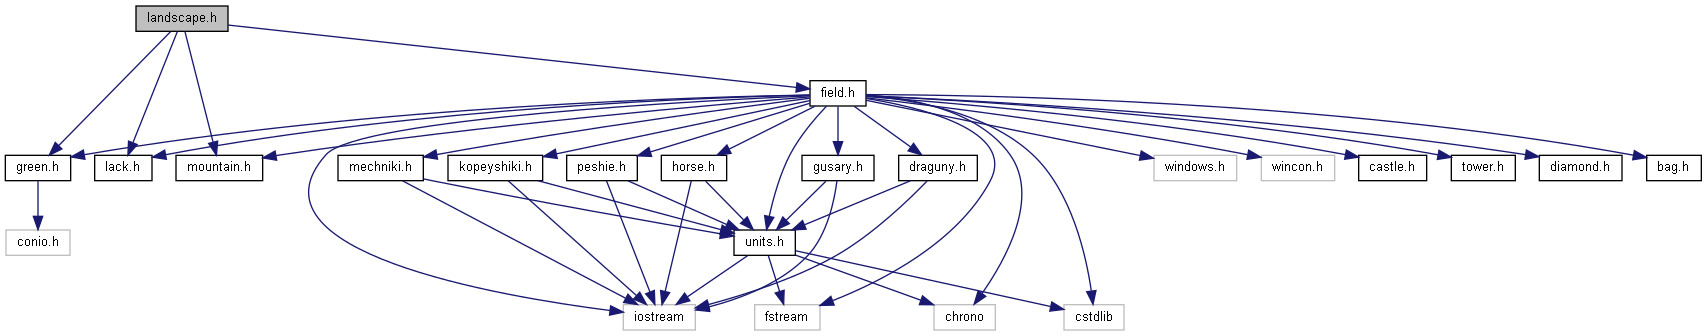 landscape.h
field.h
green.h
lack.h
mountain.h
mechniki.h
kopeyshiki.h
peshie.h
horse.h
gusary.h
draguny.h
windows.h
wincon.h
castle.h
tower.h
diamond.h
bag.h
conio.h
units.h
iostream
fstream
chrono
cstdlib